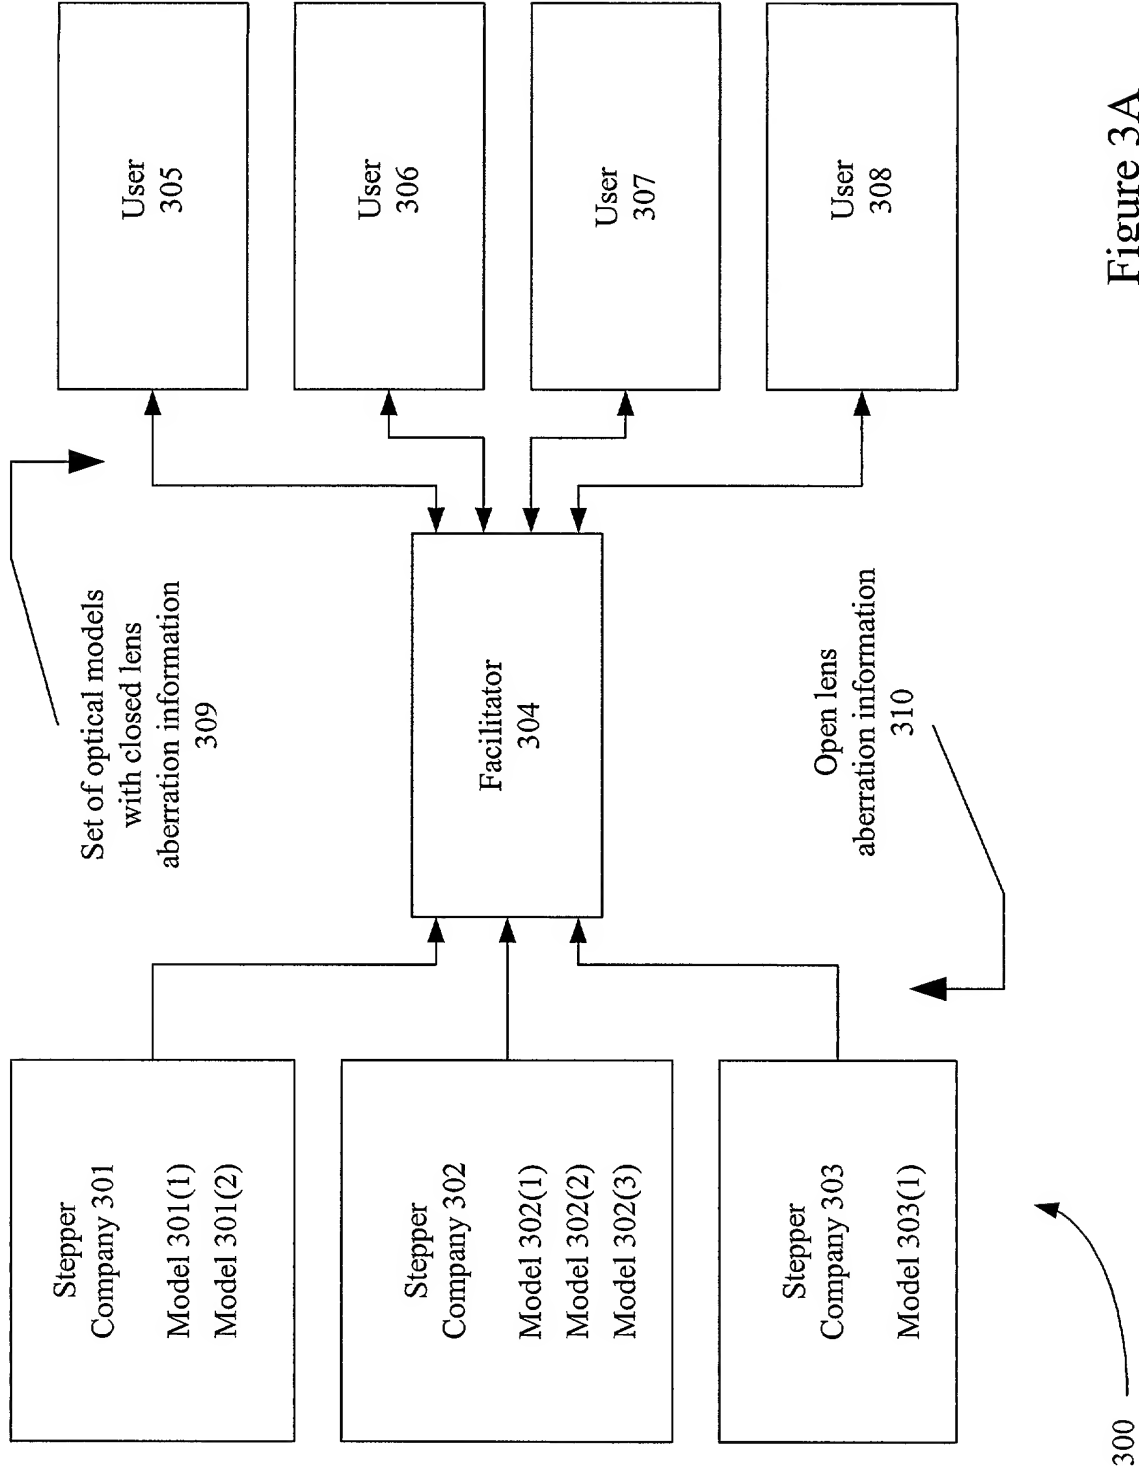 Stepper
Company 301
Model 301(1)
Model 301(2)
Stepper
Company 302
Model 302(1)
Model 302(2)
Model 302(3)
Stepper
Company 303
Model 303(1)
Set of optical models
with closed lens
aberration information
309
Facilitator
304
Open lens
aberration information
310
User
305
User
306
User
307
User
308
300
Figure 3A